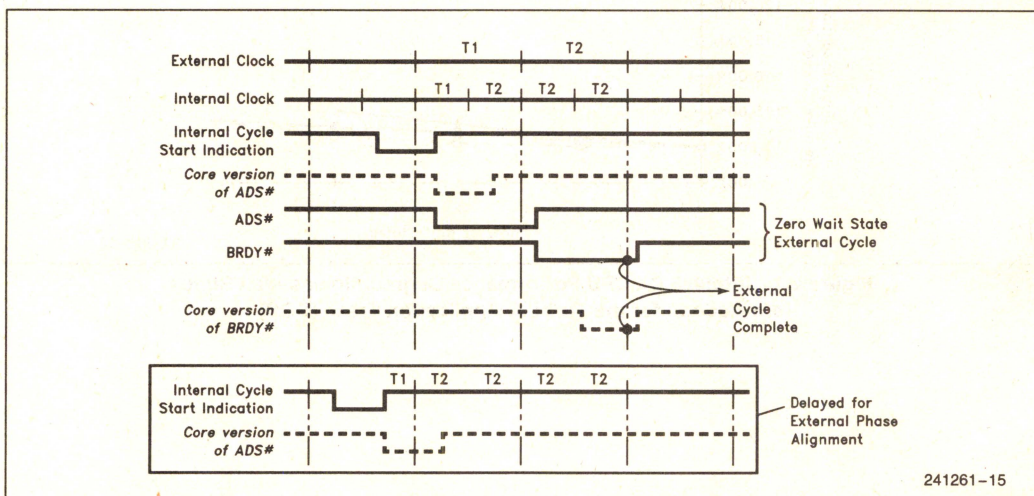 T1 T2
External Clock
T1 T2 T2 T2
Internal Clock
Internal Cycle
Start Indication
Core version
of ADS#
ADS#
BRDY#
Zero Wait State
External Cycle
External
Cycle
Complete
Core version
of BRDY#
T1 T2 T2 T2 T2
Internal Cycle
Start Indication
Core version
of ADS#
Delayed for
External Phase
Alignment
241261-15